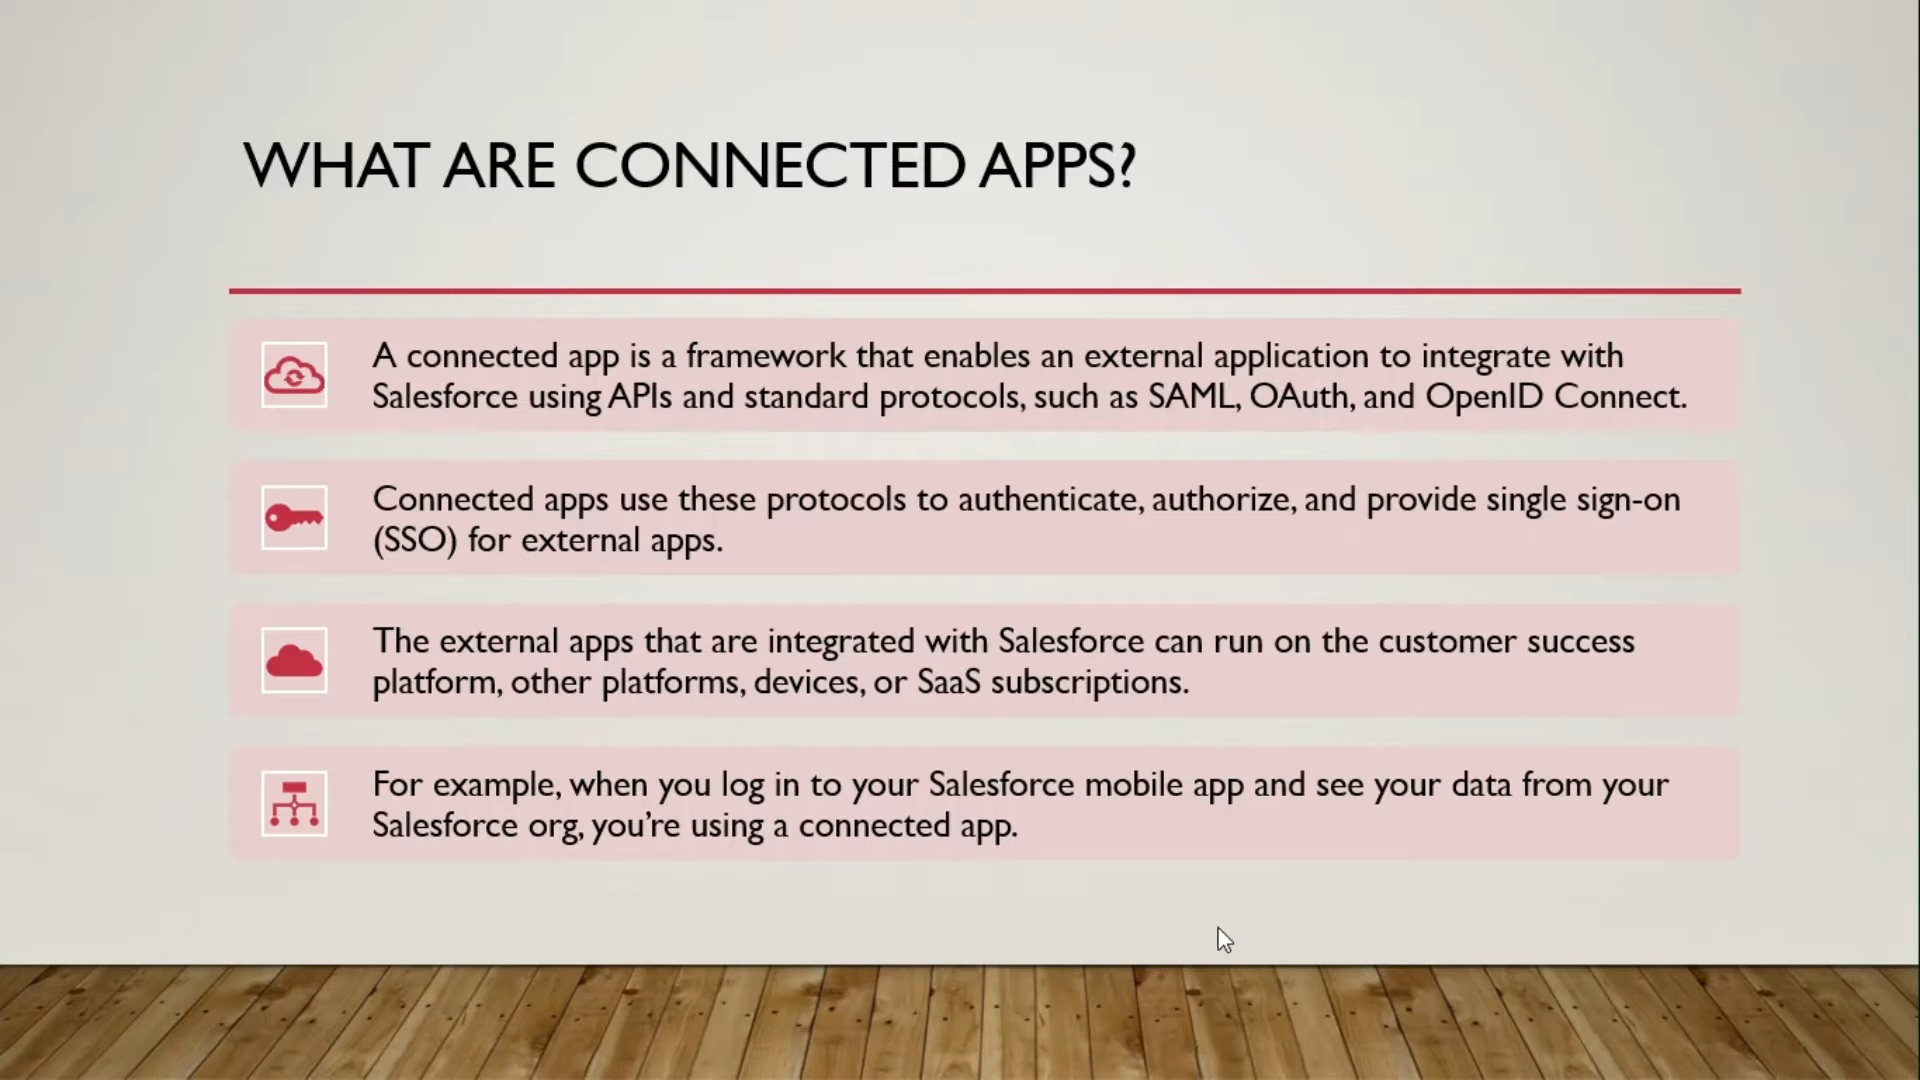 WHAT ARE CONNECTED APPS?
A connected app is a framework that enables an external application to integrate with
Salesforce using APIs and standard protocols, such as SAML, OAuth, and OpenID Connect.
Connected apps use these protocols to authenticate, authorize, and provide single sign-on
(SSO) for external apps.
The external apps that are integrated with Salesforce can run on the customer success
platform, other platforms, devices, or SaaS subscriptions.
For example, when you log in to your Salesforce mobile app and see your data from your
Salesforce org, you’re using a connected app.